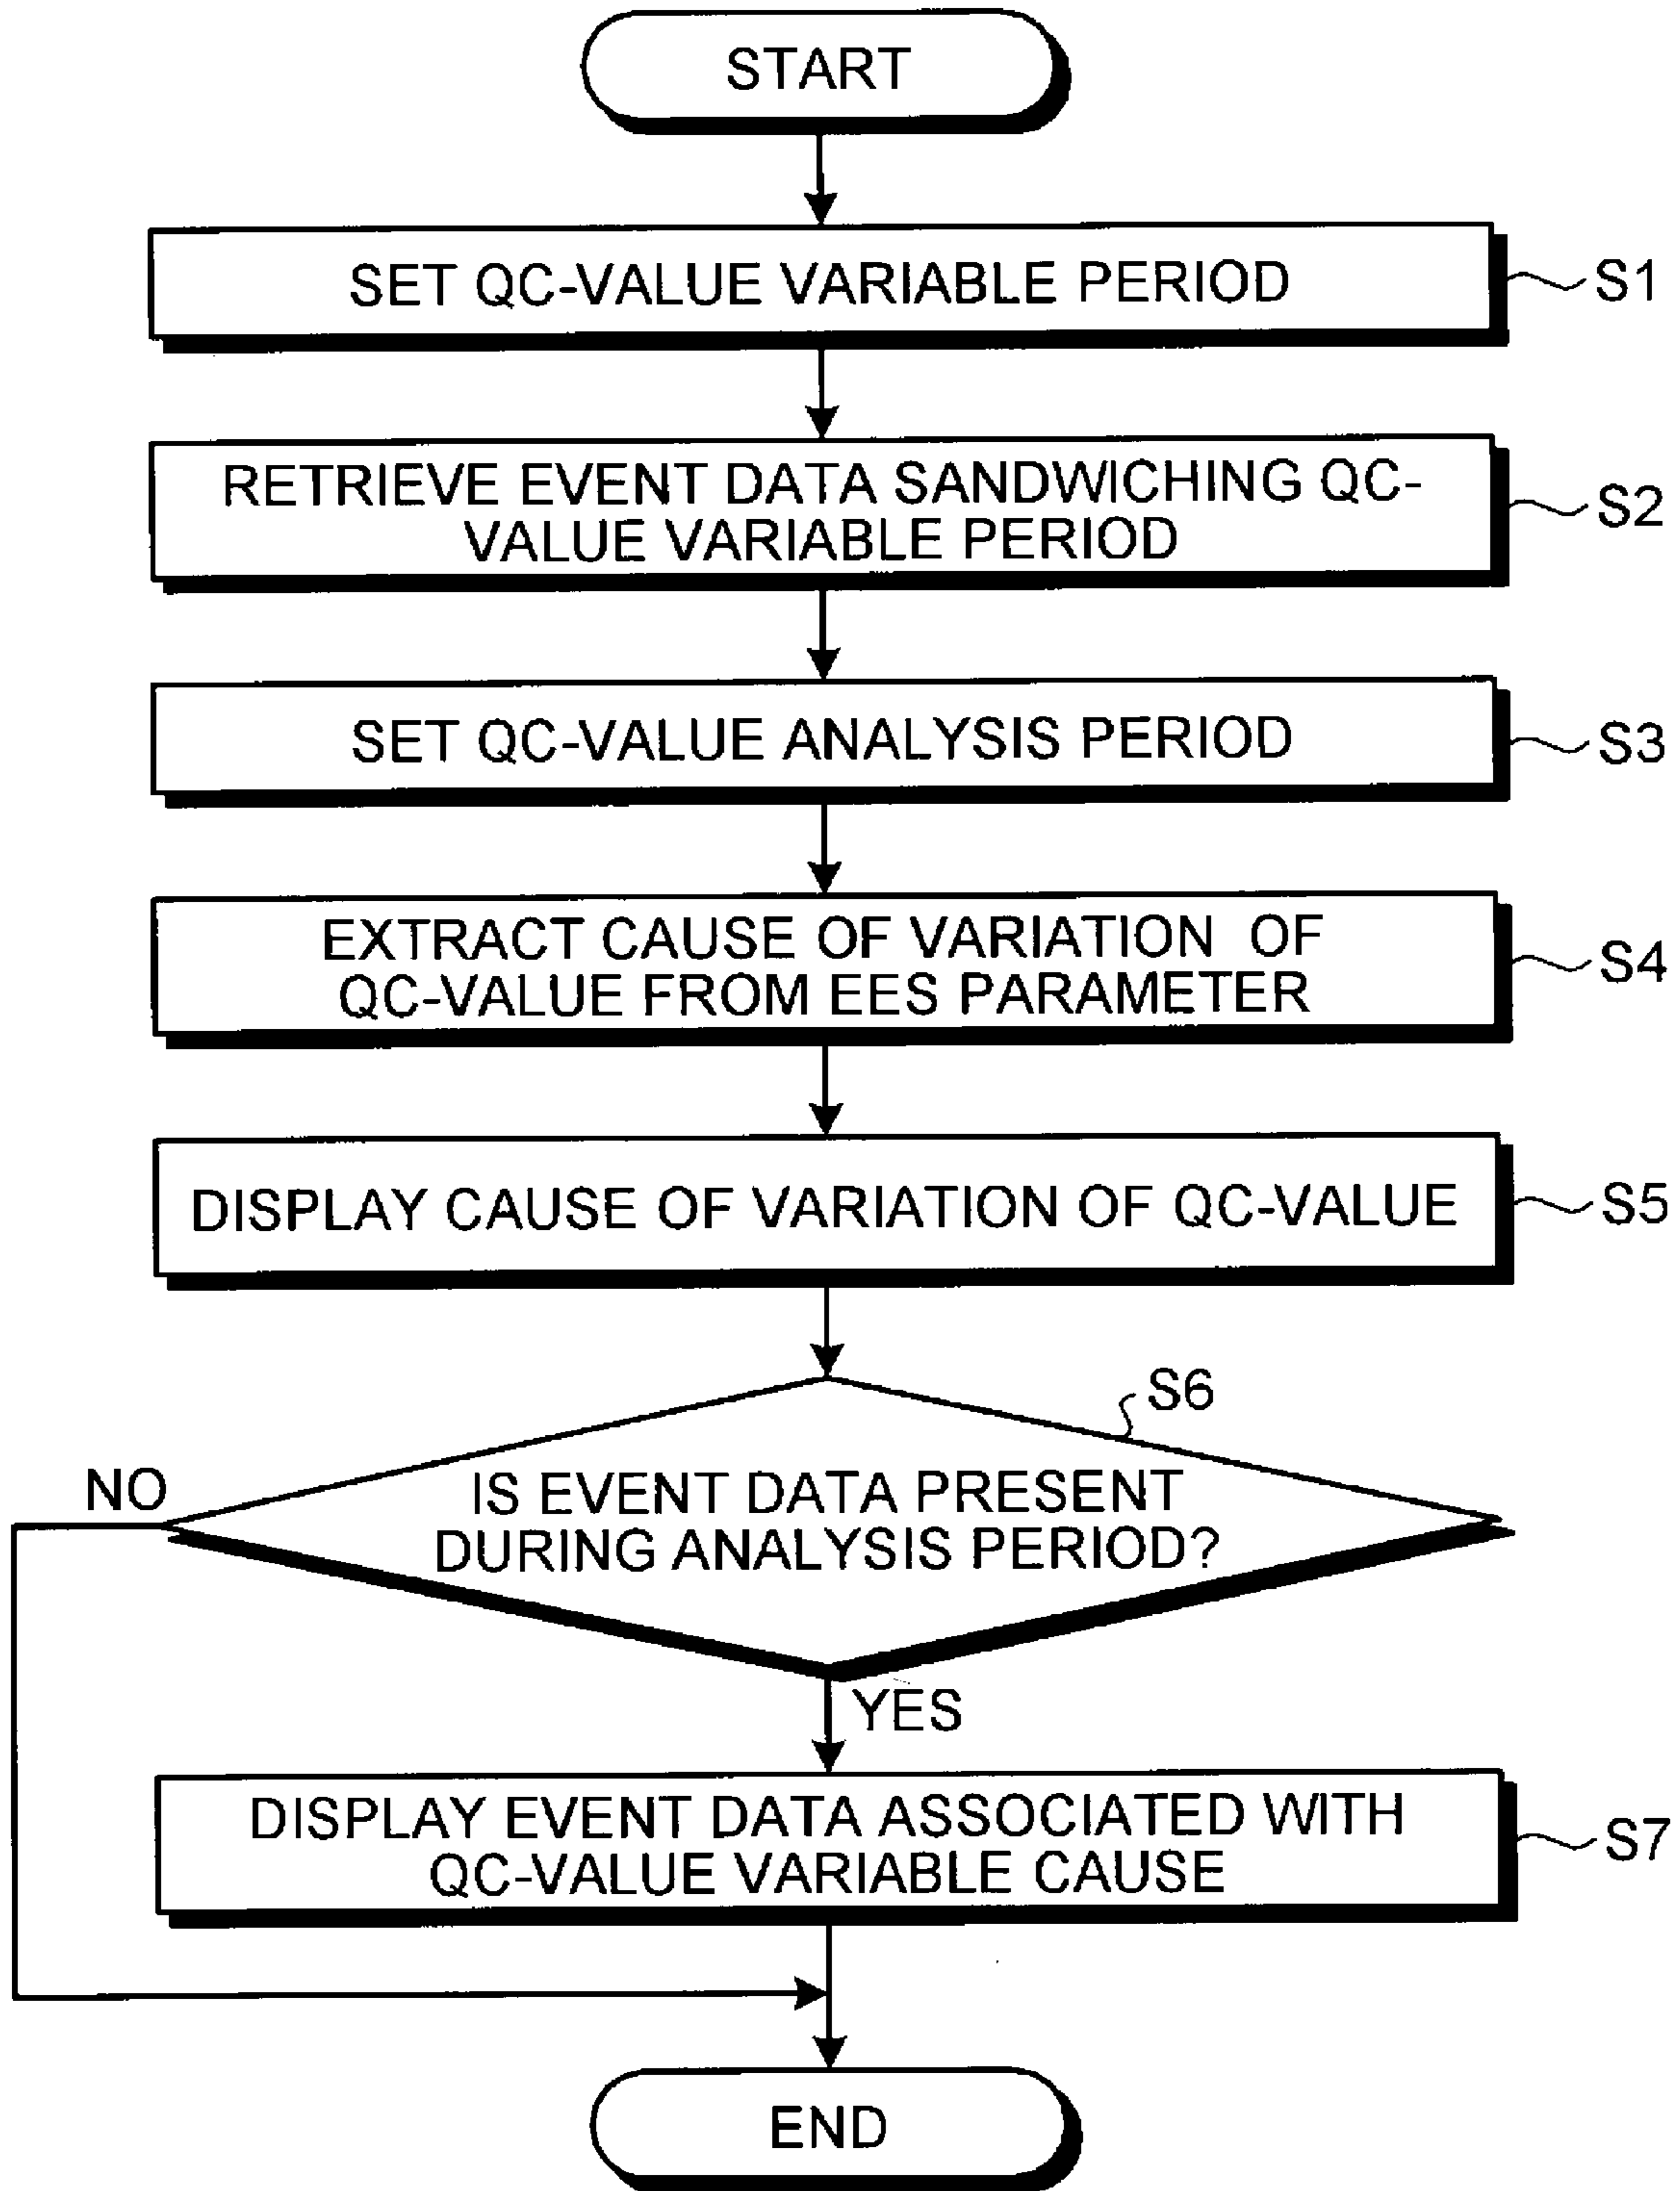 START
SET QC-VALUE VARIABLE PERIOD
S1
RETRIEVE EVENT DATA SANDWICHING QC-
VALUE VARIABLE PERIOD
S2
SET QC-VALUE ANALYSIS PERIOD
S3
EXTRACT CAUSE OF VARIATION OF
QC-VALUE FROM EES PARAMETER
S4
DISPLAY CAUSE OF VARIATION OF QC-VALUE
S5
S6
IS EVENT DATA PRESENT
DURING ANALYSIS PERIOD?
NO
YES
DISPLAY EVENT DATA ASSOCIATED WITH
QC-VALUE VARIABLE CAUSE
S7
END